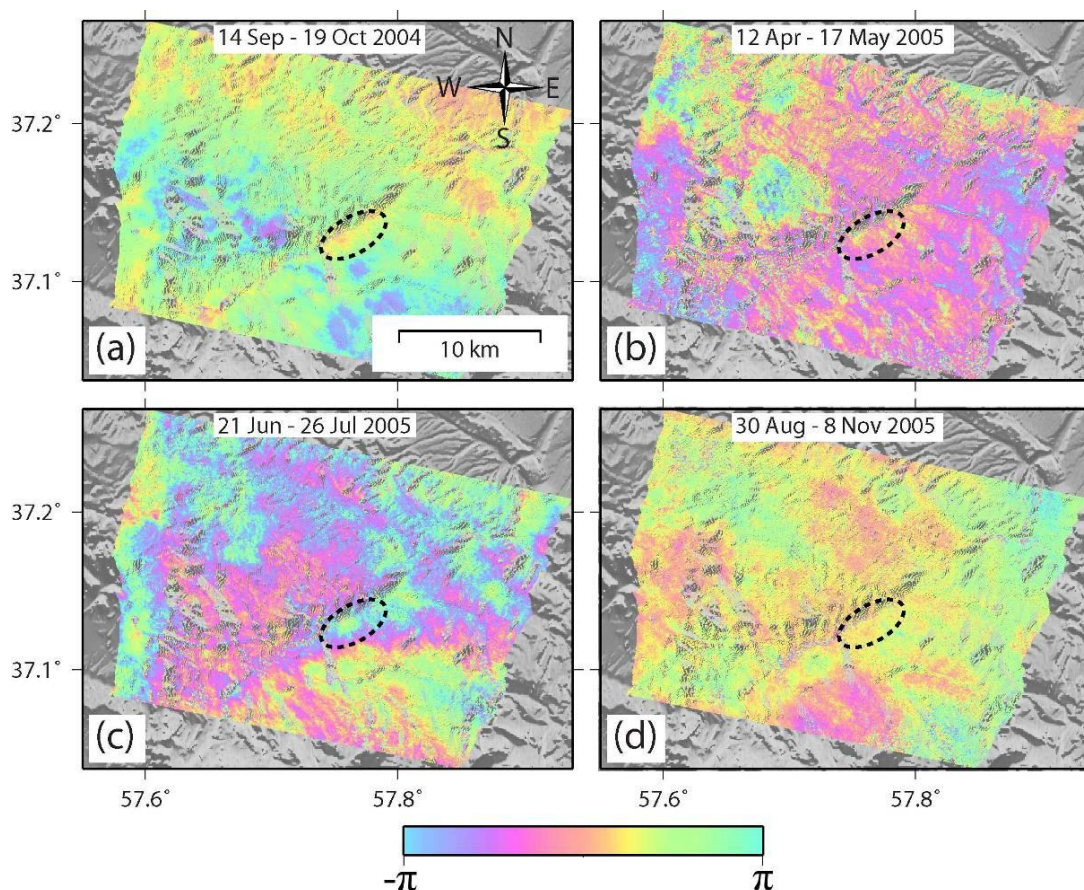 14 Sep - 19 Oct 2004
12 Apr - 17 May 2005
N
W E
S
37.2°
37.1°
(a)
10 km
(b)
21 Jun - 26 Jul 2005
30 Aug - 8 Nov 2005
37.2°
37.1°
(c)
(d)
57.6° 57.8° 57.6° 57.8°
-π π